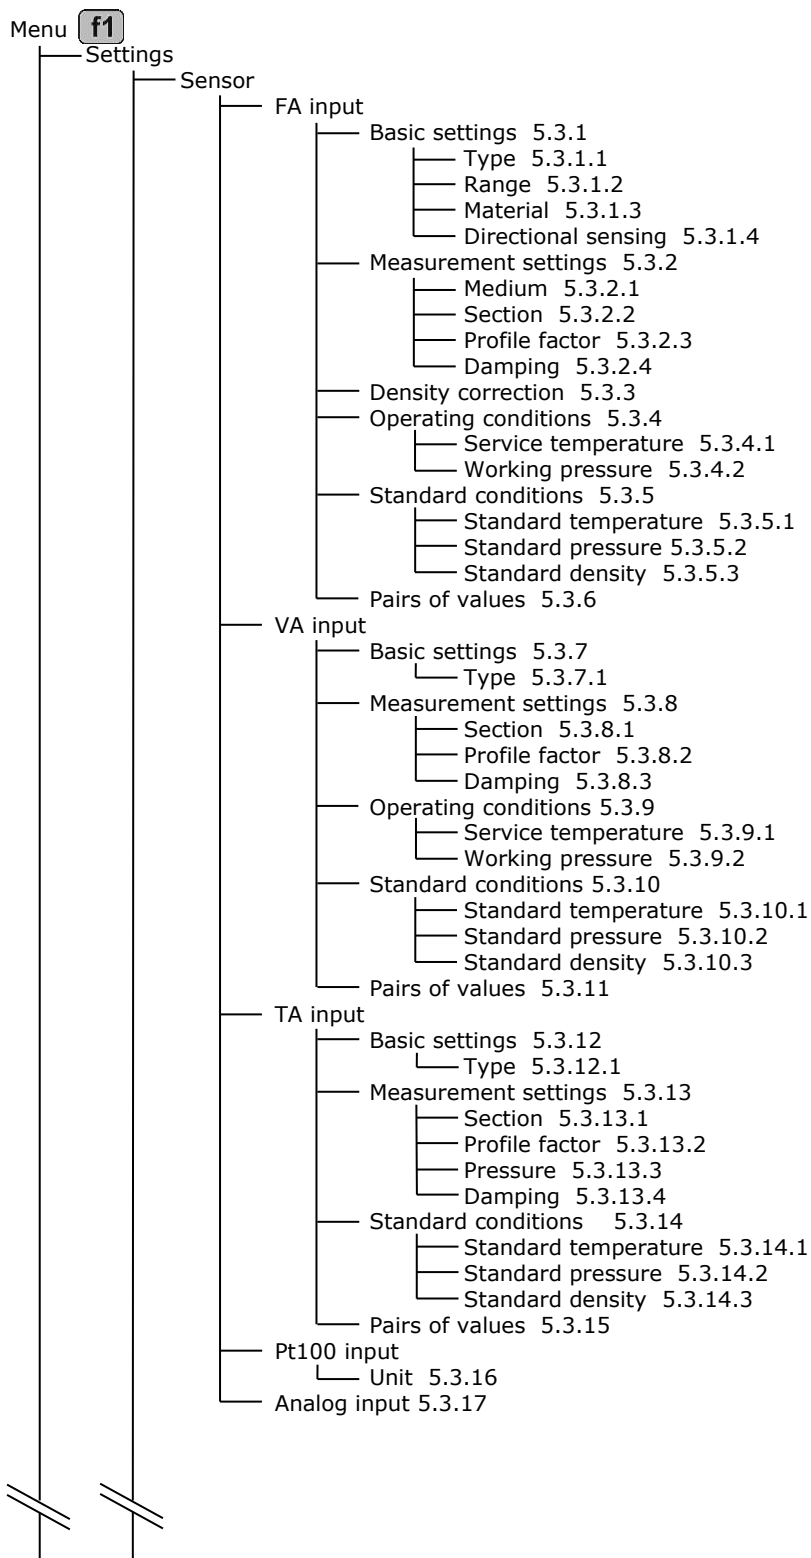 Menu f1
Settings
Sensor
FA input
Basic settings 5.3.1
Type 5.3.1.1
Range 5.3.1.2
Material 5.3.1.3
Directional sensing 5.3.1.4
Measurement settings 5.3.2
Medium 5.3.2.1
Section 5.3.2.2
Profile factor 5.3.2.3
Damping 5.3.2.4
Density correction 5.3.3
Operating conditions 5.3.4
Service temperature 5.3.4.1
Working pressure 5.3.4.2
Standard conditions 5.3.5
Standard temperature 5.3.5.1
Standard pressure 5.3.5.2
Standard density 5.3.5.3
Pairs of values 5.3.6
VA input
Basic settings 5.3.7
Type 5.3.7.1
Measurement settings 5.3.8
Section 5.3.8.1
Profile factor 5.3.8.2
Damping 5.3.8.3
Operating conditions 5.3.9
Service temperature 5.3.9.1
Working pressure 5.3.9.2
Standard conditions 5.3.10
Standard temperature 5.3.10.1
Standard pressure 5.3.10.2
Standard density 5.3.10.3
Pairs of values 5.3.11
TA input
Basic settings 5.3.12
Type 5.3.12.1
Measurement settings 5.3.13
Section 5.3.13.1
Profile factor 5.3.13.2
Pressure 5.3.13.3
Damping 5.3.13.4
Standard conditions 5.3.14
Standard temperature 5.3.14.1
Standard pressure 5.3.14.2
Standard density 5.3.14.3
Pairs of values 5.3.15
Pt100 input
Unit 5.3.16
Analog input 5.3.17